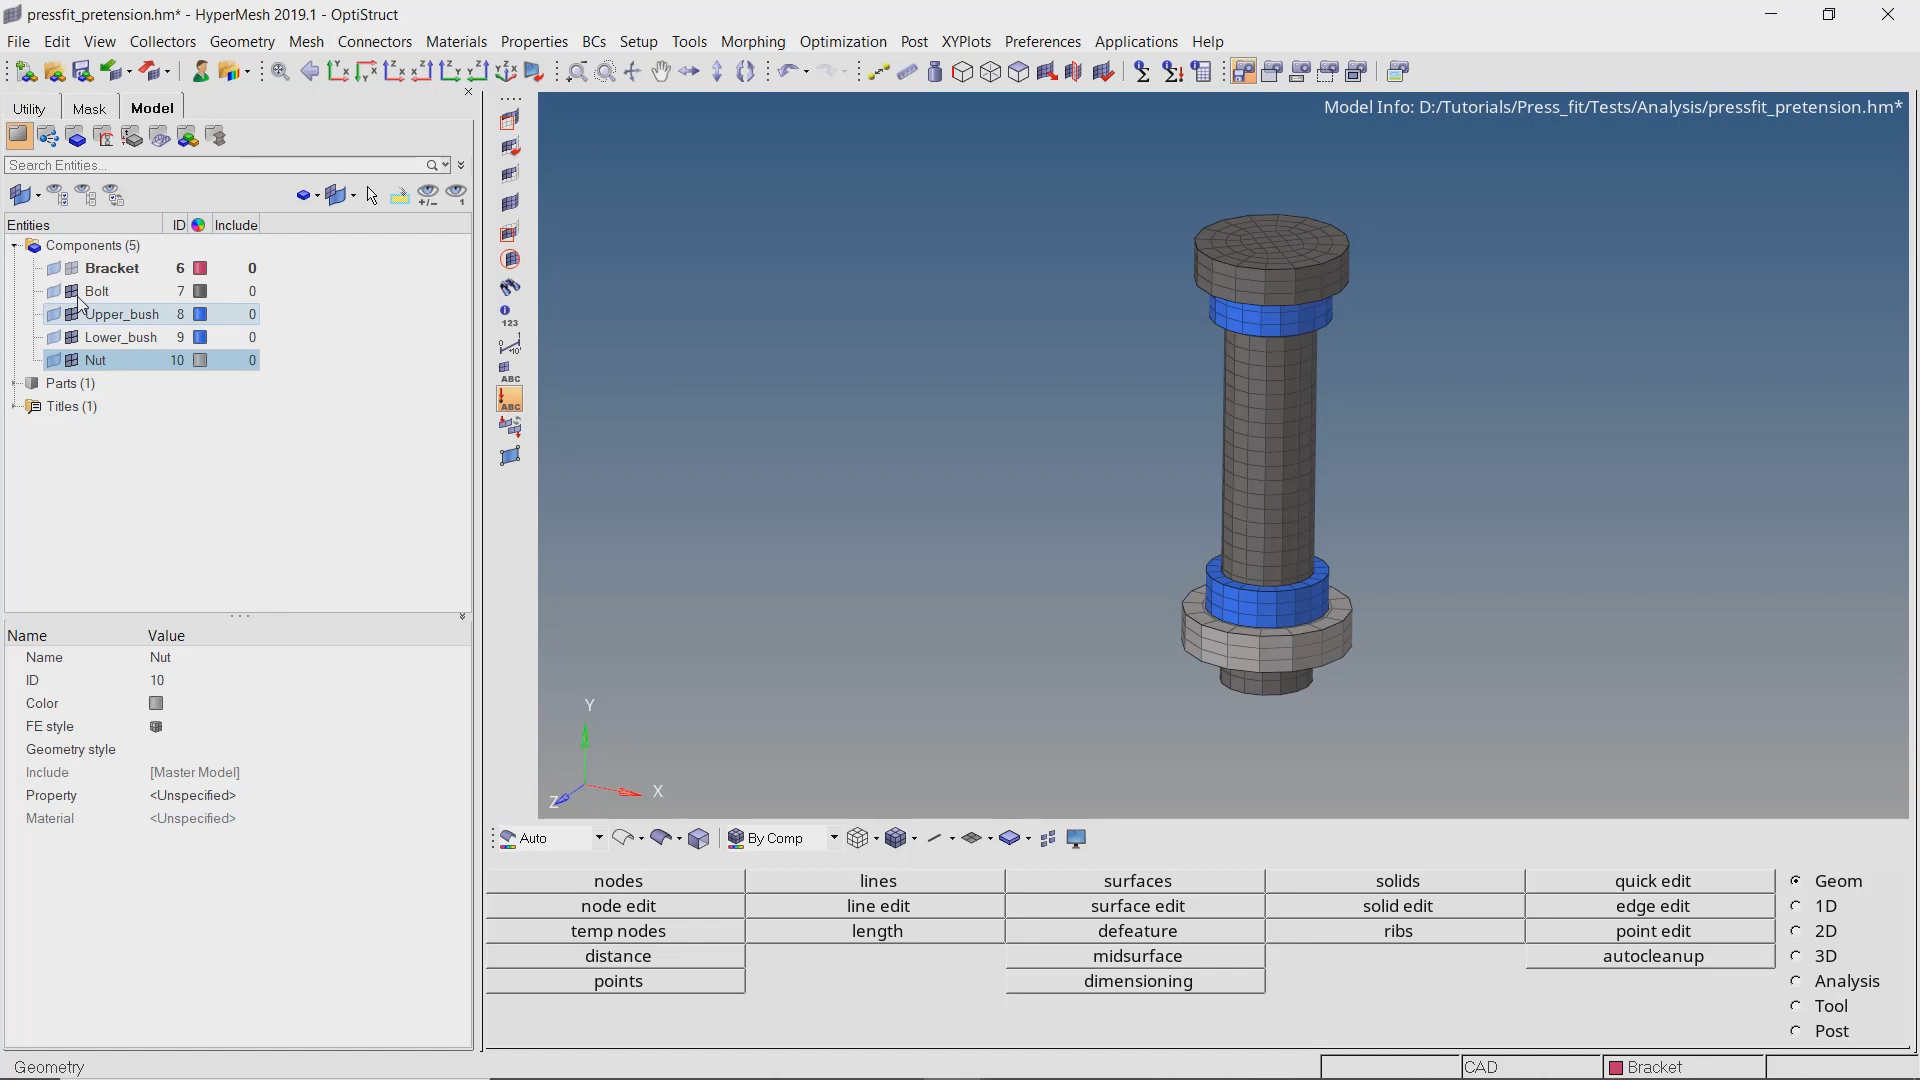 pressfit_pretension.hm* - HyperMesh 2019.1 - OptiStruct
File Edit View Collectors Geometry Mesh Connectors Materials Properties BCs Setup Tools Morphing Optimization Post XYPlots Preferences Applications Help
Utility Mask Model
Model Info: D:/Tutorials/Press_fit/Tests/Analysis/pressfit_pretension.hm*
Search Entities...
Entities ID Include
Components (5)
Bracket 6 0
Bolt 7 0
Upper_bush 8 0
Lower_bush 9 0
Nut 10 0
Parts (1)
Titles (1)
123
ABC
ABC
Name Value
Name Nut
ID 10
Color
FE style
Geometry style
Include [Master Model]
Property <Unspecified>
Material <Unspecified>
Y
X
Z
Auto By Comp
nodes lines surfaces solids quick edit Geom
node edit line edit surface edit solid edit edge edit 1D
temp nodes length defeature ribs point edit 2D
distance midsurface autocleanup 3D
points dimensioning Analysis
Tool
Post
Geometry CAD Bracket